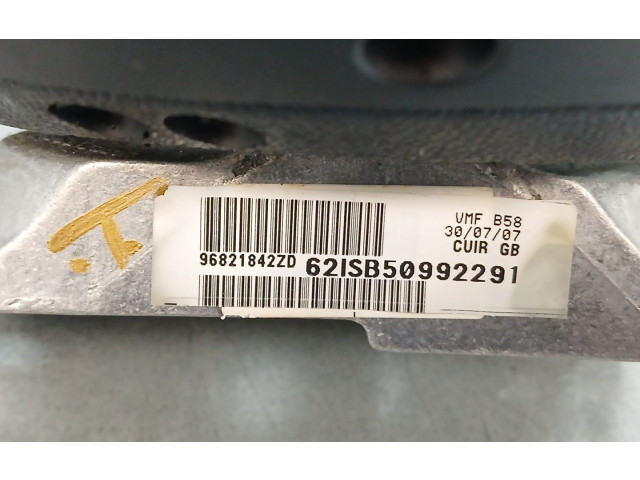 T.
VMF B58
30/07/07
CUIR GB
96821842ZD 62ISB50992291